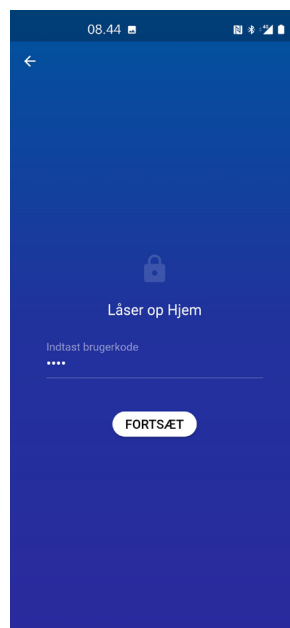 08.44
Låser op Hjem
Indtast brugerkode
••••
FORTSÆT